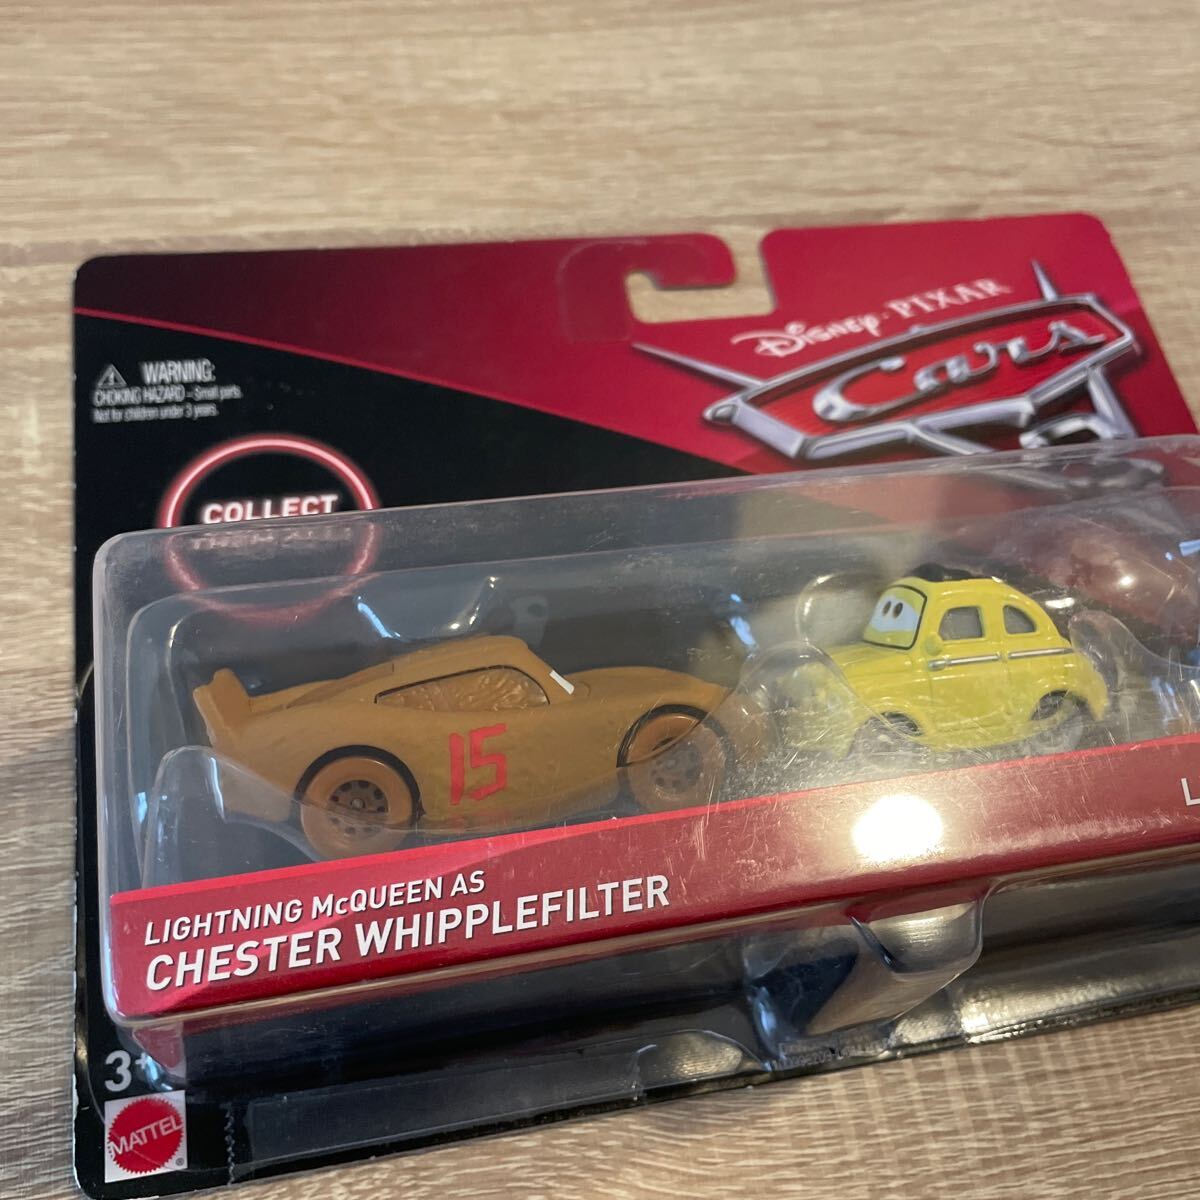 WARNING:
CHOKING HAZARD – Small parts.
Not for children under 3 years.
Disney · PIXAR
Cars
COLLECT
15
LIGHTNING McQUEEN AS
CHESTER WHIPPLEFILTER
L
3+
MATTEL
®